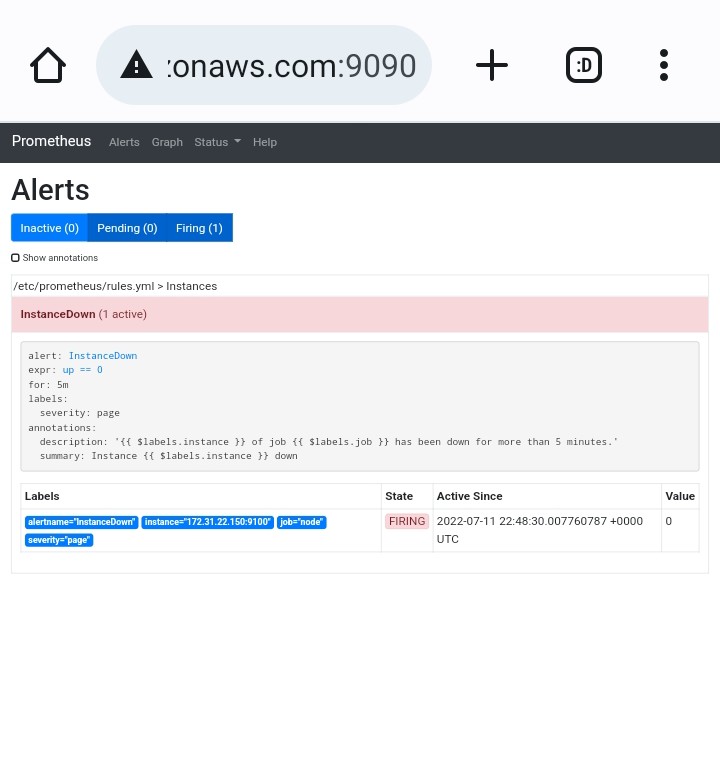 zonaws.com:9090
:D
Prometheus Alerts Graph Status Help
Alerts
Inactive (0) Pending (0) Firing (1)
Show annotations
/etc/prometheus/rules.yml > Instances
InstanceDown (1 active)
alert: InstanceDown
expr: up == 0
for: 5m
labels:
severity: page
annotations:
description: '{{ $labels.instance }} of job {{ $labels.job }} has been down for more than 5 minutes.'
summary: Instance {{ $labels.instance }} down
Labels State Active Since Value
alertname="InstanceDown" instance="172.31.22.150:9100" job="node" FIRING 2022-07-11 22:48:30.007760787 +0000 0
severity="page" UTC